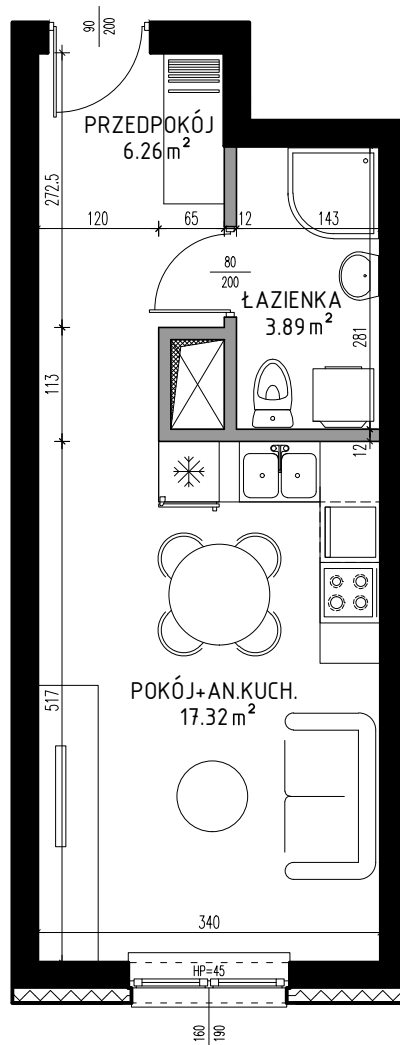 90
200
PRZEDPOKÓJ
6.26 m²
272.5
120
65
12
143
80
200
ŁAZIENKA
3.89 m²
281
113
12
POKÓJ+AN.KUCH.
17.32 m²
517
340
HP=45
160
190